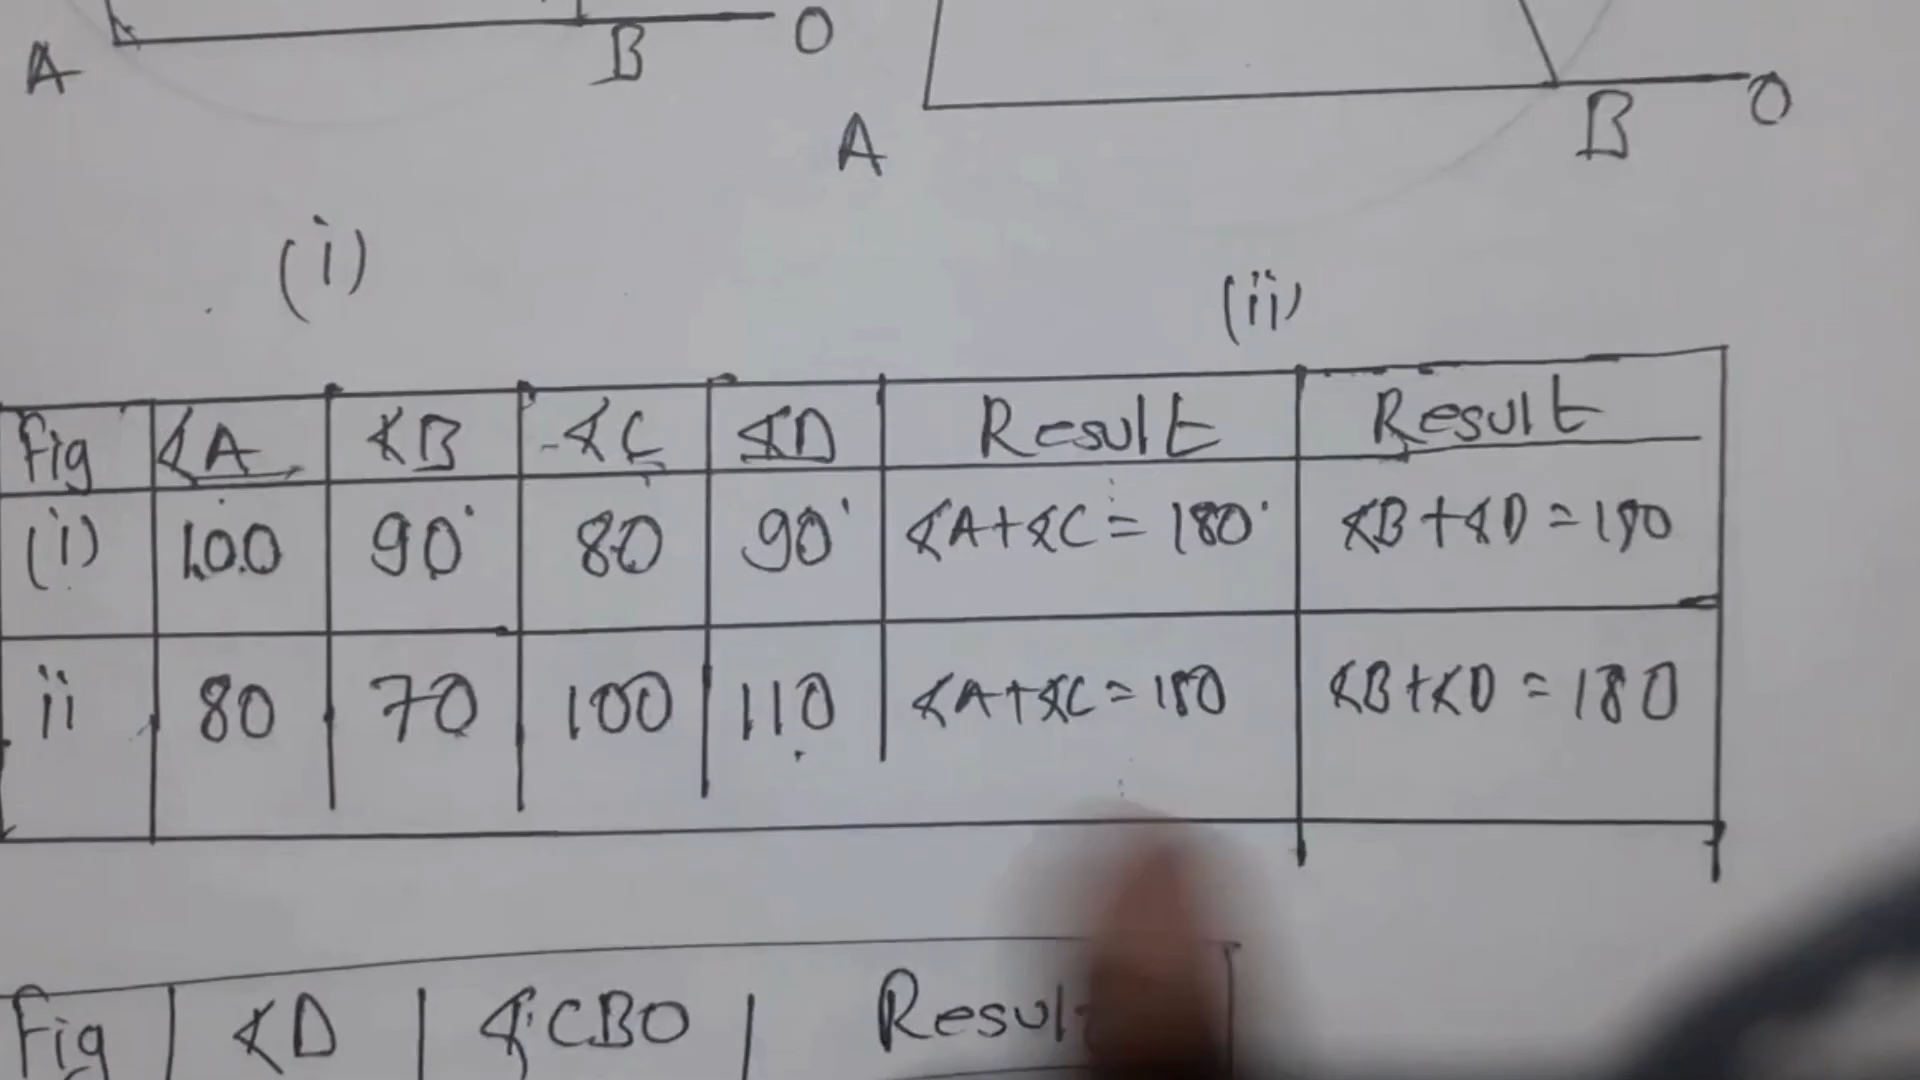 A B O
A B O
(i)
(ii)
Fig ∡A ∡B ∡C ∡D Result Result
(i) 100 90° 80 90° ∡A+∡C = 180° ∡B+∡D = 180
ii 80 70 100 110 ∡A+∡C = 180 ∡B+∡D = 180
Fig ∡D ∡CBO Result